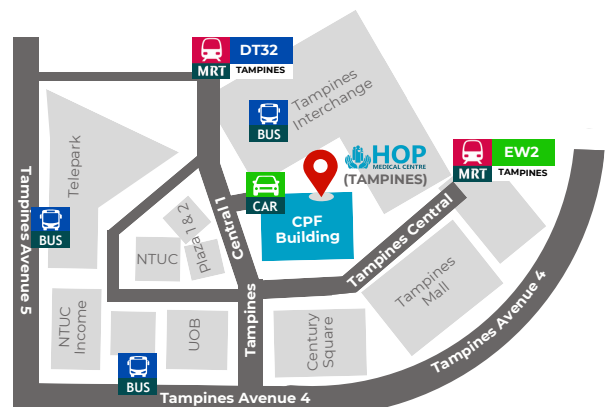 DT32
MRT
TAMPINES
Tampines
Interchange
BUS
HOP
MEDICAL CENTRE
(TAMPINES)
EW2
MRT
TAMPINES
Telepark
Tampines Avenue 5
BUS
CAR
CPF
Building
Plaza 1 & 2
NTUC
Tampines
Central 1
Tampines Central
Tampines
Mall
NTUC
Income
UOB
Century
Square
BUS
Tampines Avenue 4
Tampines Avenue 4